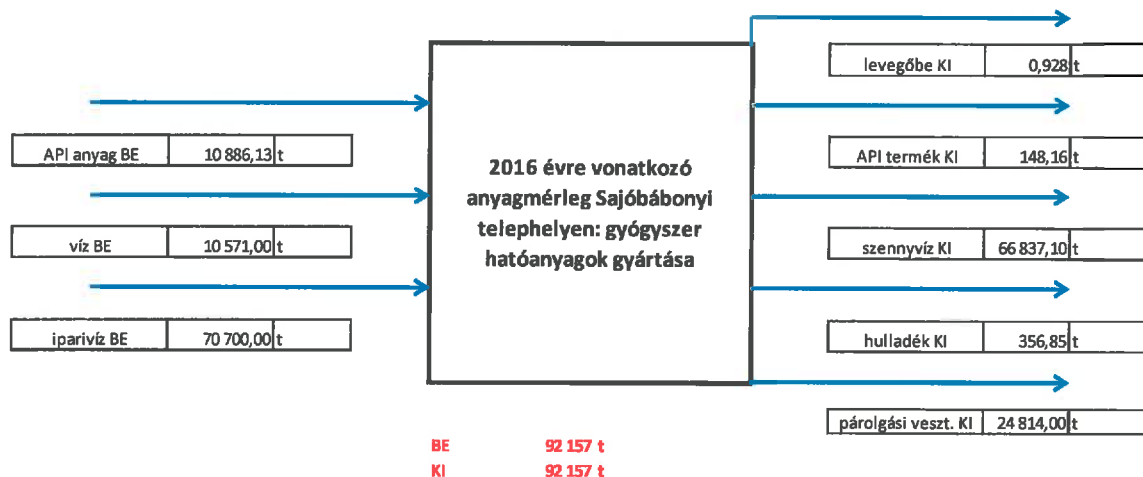 API anyag BE 10 886,13 t
víz BE 10 571,00 t
iparivíz BE 70 700,00 t
2016 évre vonatkozó
anyagmérleg Sajóbábonyi
telephelyen: gyógyszer
hatóanyagok gyártása
levegőbe KI 0,928 t
API termék KI 148,16 t
szennyvíz KI 66 837,10 t
hulladék KI 356,85 t
párolgási veszt. KI 24 814,00 t
BE 92 157 t
KI 92 157 t